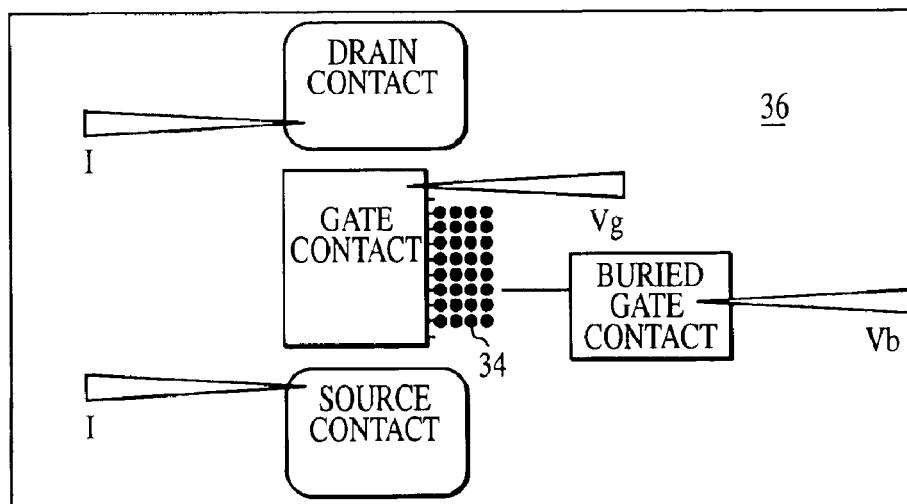 DRAIN
CONTACT
36
I
GATE
CONTACT
Vg
BURIED
GATE
CONTACT
Vb
34
I
SOURCE
CONTACT